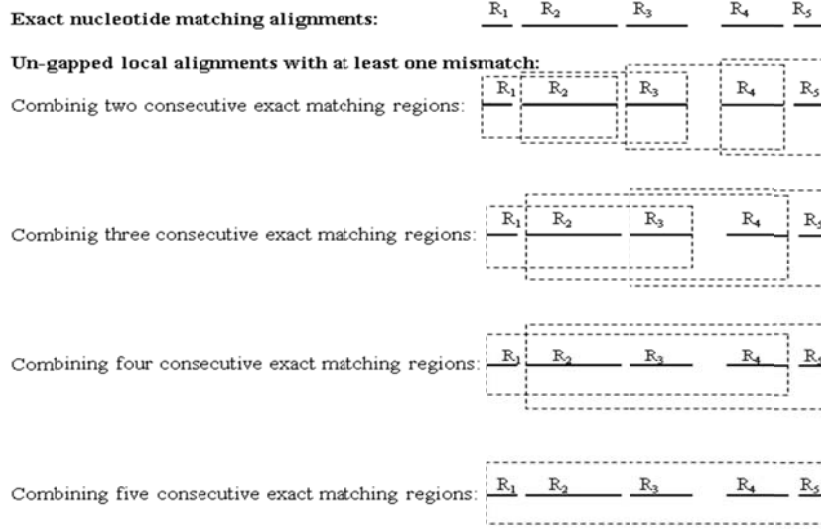 Exact nucleotide matching alignments: R₁ R₂ R₃ R₄ R₅
Un-gapped local alignments with at least one mismatch:
Combinig two consecutive exact matching regions: R₁ R₂ R₃ R₄ R₅
Combinig three consecutive exact matching regions: R₁ R₂ R₃ R₄ R₅
Combining four consecutive exact matching regions: R₁ R₂ R₃ R₄ R₅
Combining five consecutive exact matching regions: R₁ R₂ R₃ R₄ R₅